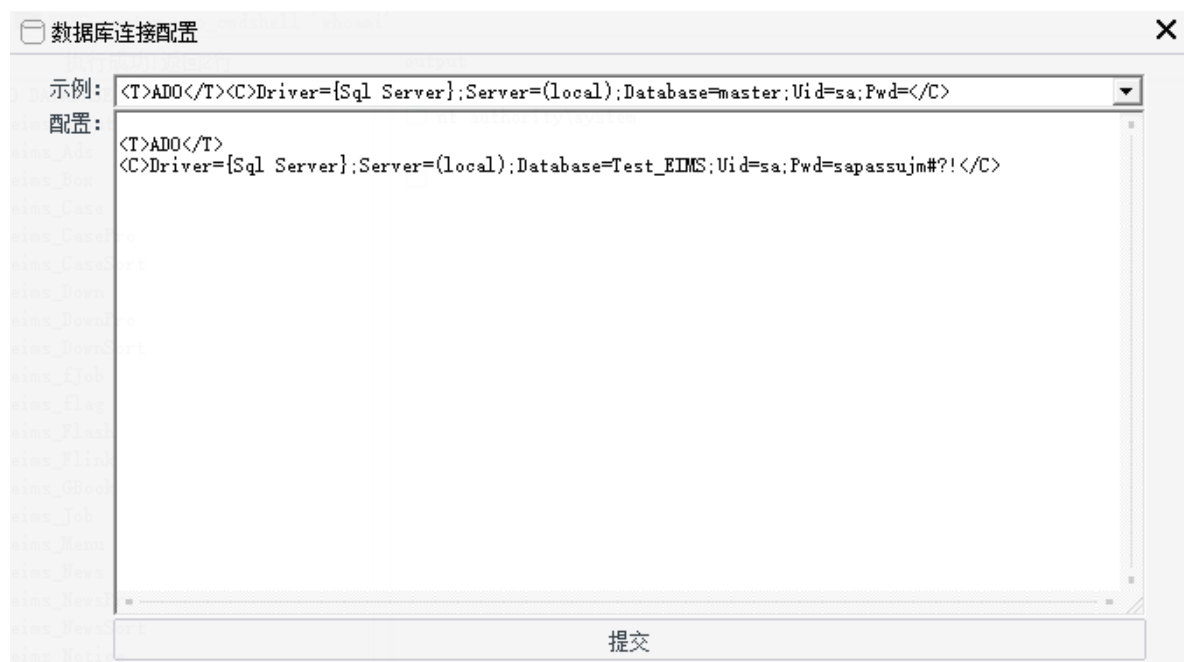 数据库连接配置
示例: <T>ADO</T><C>Driver={Sql Server};Server=(local);Database=master;Uid=sa;Pwd=</C>
配置:
<T>ADO</T>
<C>Driver={Sql Server};Server=(local);Database=Test_EIMS;Uid=sa;Pwd=sapassujm#?!</C>
提交